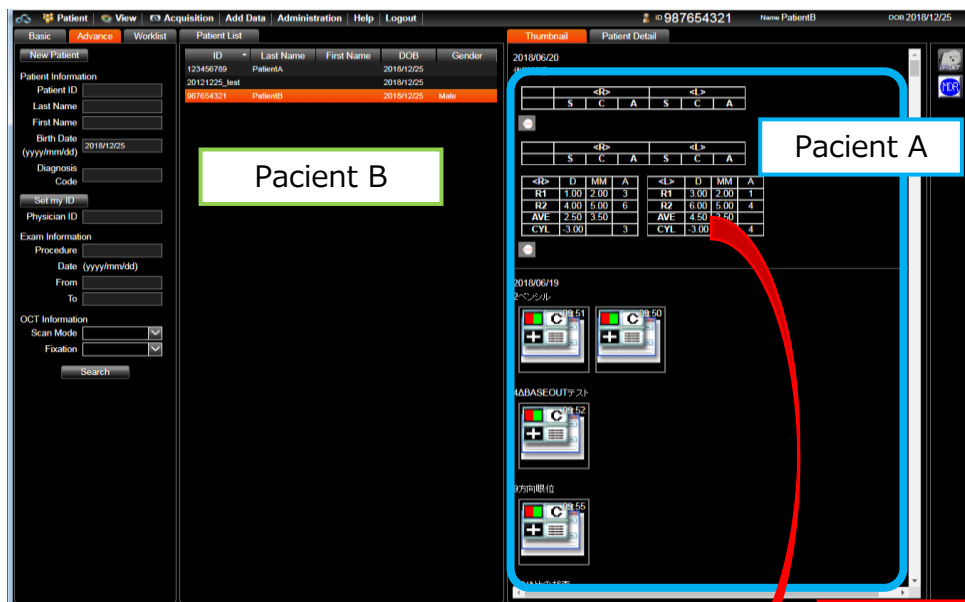 Patient View Acquisition Add Data Administration Help Logout ID 987654321 Name PatientB DOB 2018/12/25
Basic Advance Worklist
Patient List
Thumbnail Patient Detail
New Patient
Patient Information
Patient ID
Last Name
First Name
Birth Date
(yyyy/mm/dd) 2018/12/25
Diagnosis
Code
Set my ID
Physician ID
Exam Information
Procedure
Date (yyyy/mm/dd)
From
To
OCT Information
Scan Mode
Fixation
Search
ID Last Name First Name DOB Gender
123456789 PatientA 2018/12/25
20121225_test 2018/12/25
987654321 PatientB 2018/12/25 Male
Pacient B
2018/06/20
<R> <L>
S C A S C A
<R> <L>
S C A S C A
Pacient A
<R> D MM A <L> D MM A
R1 1.00 2.00 3 R1 3.00 2.00 1
R2 4.00 5.00 6 R2 6.00 5.00 4
AVE 2.50 3.50 AVE 4.50 3.50
CYL -3.00 3 CYL -3.00 4
2018/06/19
2ペンシル
09:51 09:50
C C
4ΔBASEOUTテスト
09:52
C
9方向眼位
09:55
C
MDR